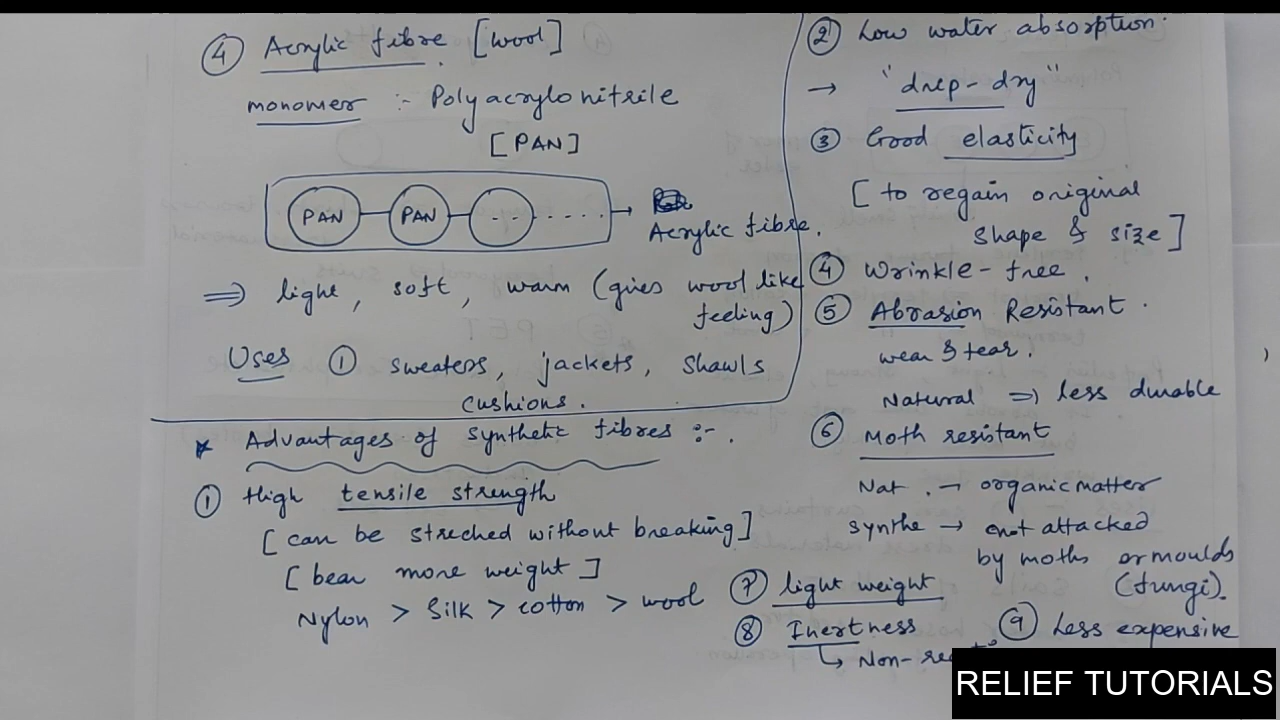 ④ Acrylic fibre [wool]
monomer :- Polyacrylonitrile
[PAN]
PAN PAN .. ..... →
Acrylic fibre.
⇒ light, soft, warm (gives wool like
feeling)
Uses ① sweaters, jackets, shawls
cushions.
* Advantages of synthetic fibres :- .
① High tensile strength
[can be streched without breaking]
[bear more weight]
Nylon > Silk > cotton > wool
② Low water absorption.
→ "drep-dry"
③ Good elasticity
[to regain original
shape & size]
④ Wrinkle-free.
⑤ Abrasion Resistant.
wear & tear.
Natural ⇒ less durable
⑥ Moth resistant
Nat. → organic matter
synthe → not attacked
by moths or moulds
(fungi).
⑦ light weight
⑧ Inertness
↳ Non-
⑨ Less expensive
RELIEF TUTORIALS